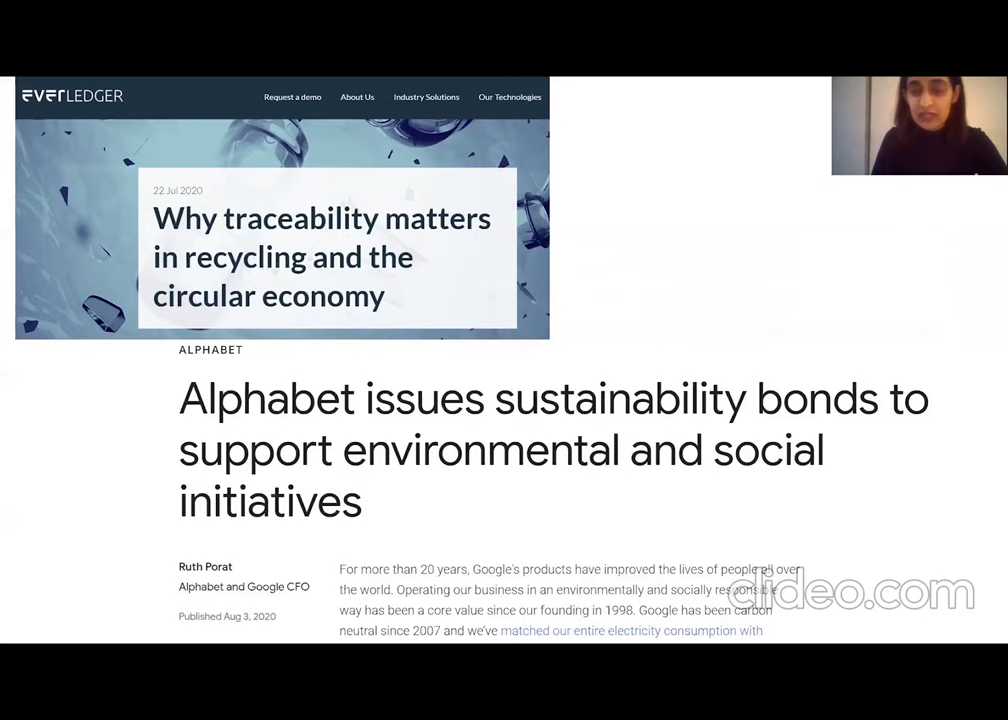 EVERLEDGER
Request a demo About Us Industry Solutions Our Technologies
22 Jul 2020
Why traceability matters
in recycling and the
circular economy
ALPHABET
Alphabet issues sustainability bonds to
support environmental and social
initiatives
Ruth Porat
Alphabet and Google CFO
Published Aug 3, 2020
For more than 20 years, Google's products have improved the lives of people all over
the world. Operating our business in an environmentally and socially responsible
way has been a core value since our founding in 1998. Google has been carbon
neutral since 2007 and we've matched our entire electricity consumption with
clideo.com